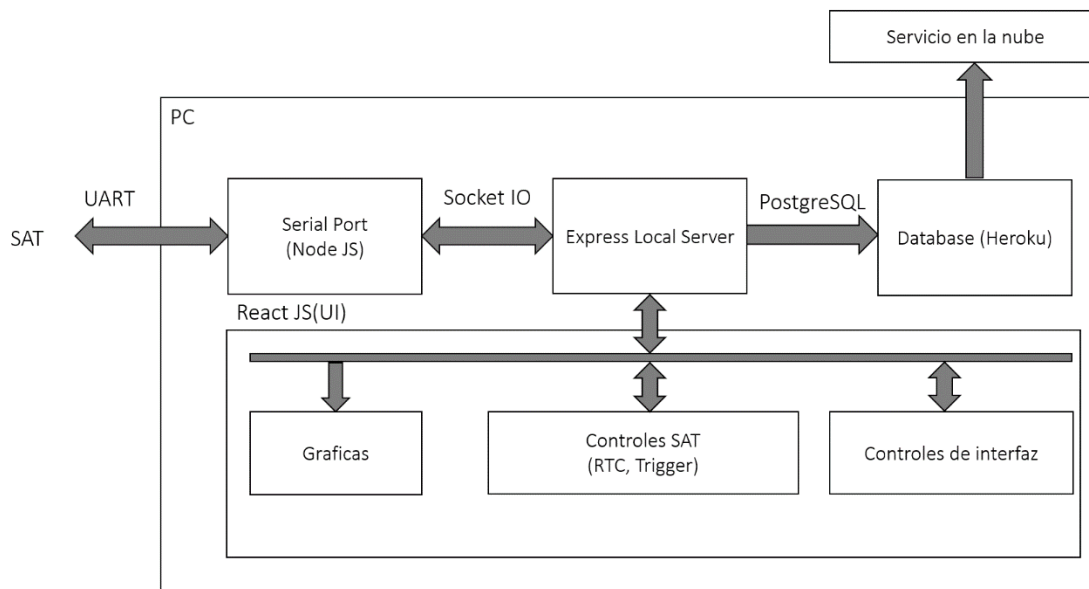 Servicio en la nube
PC
UART
Socket IO
PostgreSQL
SAT
Serial Port
(Node JS)
Express Local Server
Database (Heroku)
React JS(UI)
Graficas
Controles SAT
(RTC, Trigger)
Controles de interfaz